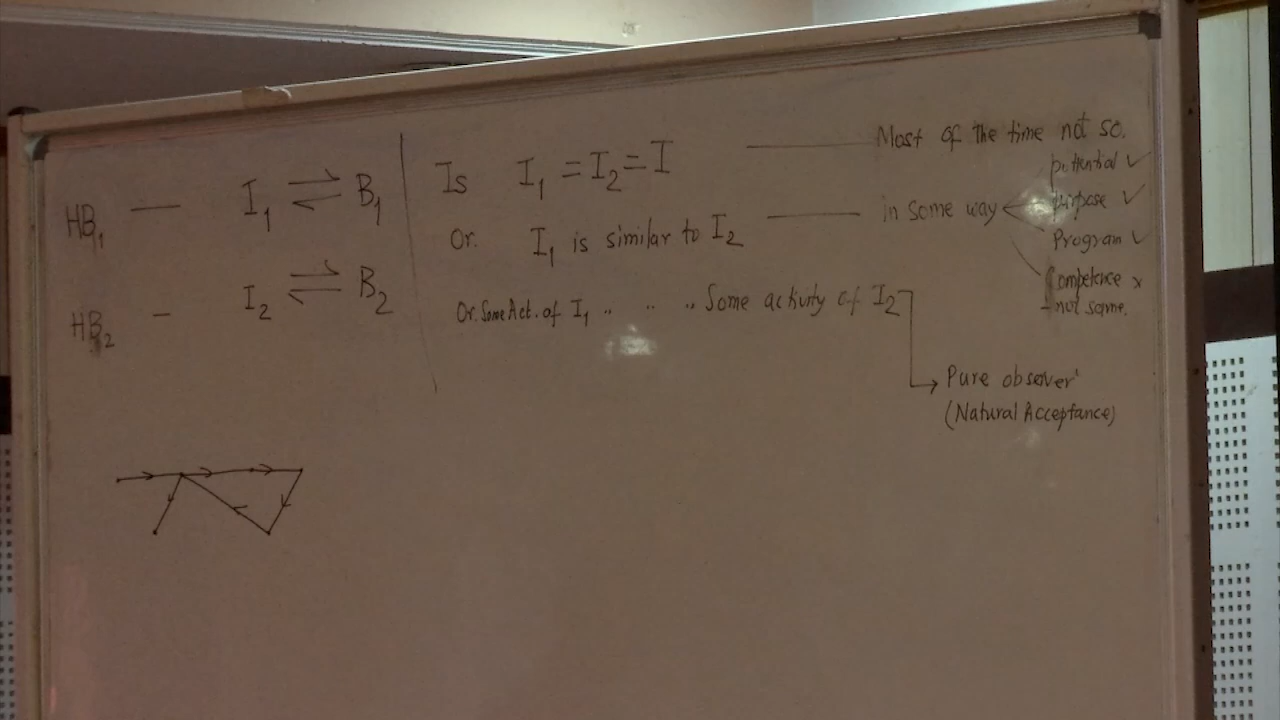 HB1 — I1 ⇌ B1
HB2 - I2 ⇌ B2
Is I1 = I2 = I — Most of the time not so.
Or. I1 is similar to I2 — in some way
potential ✓
purpose ✓
Program ✓
Competence x
- not same.
Or. Some Act. of I1 " " " Some activity of I2
Pure observer
(Natural Acceptance)